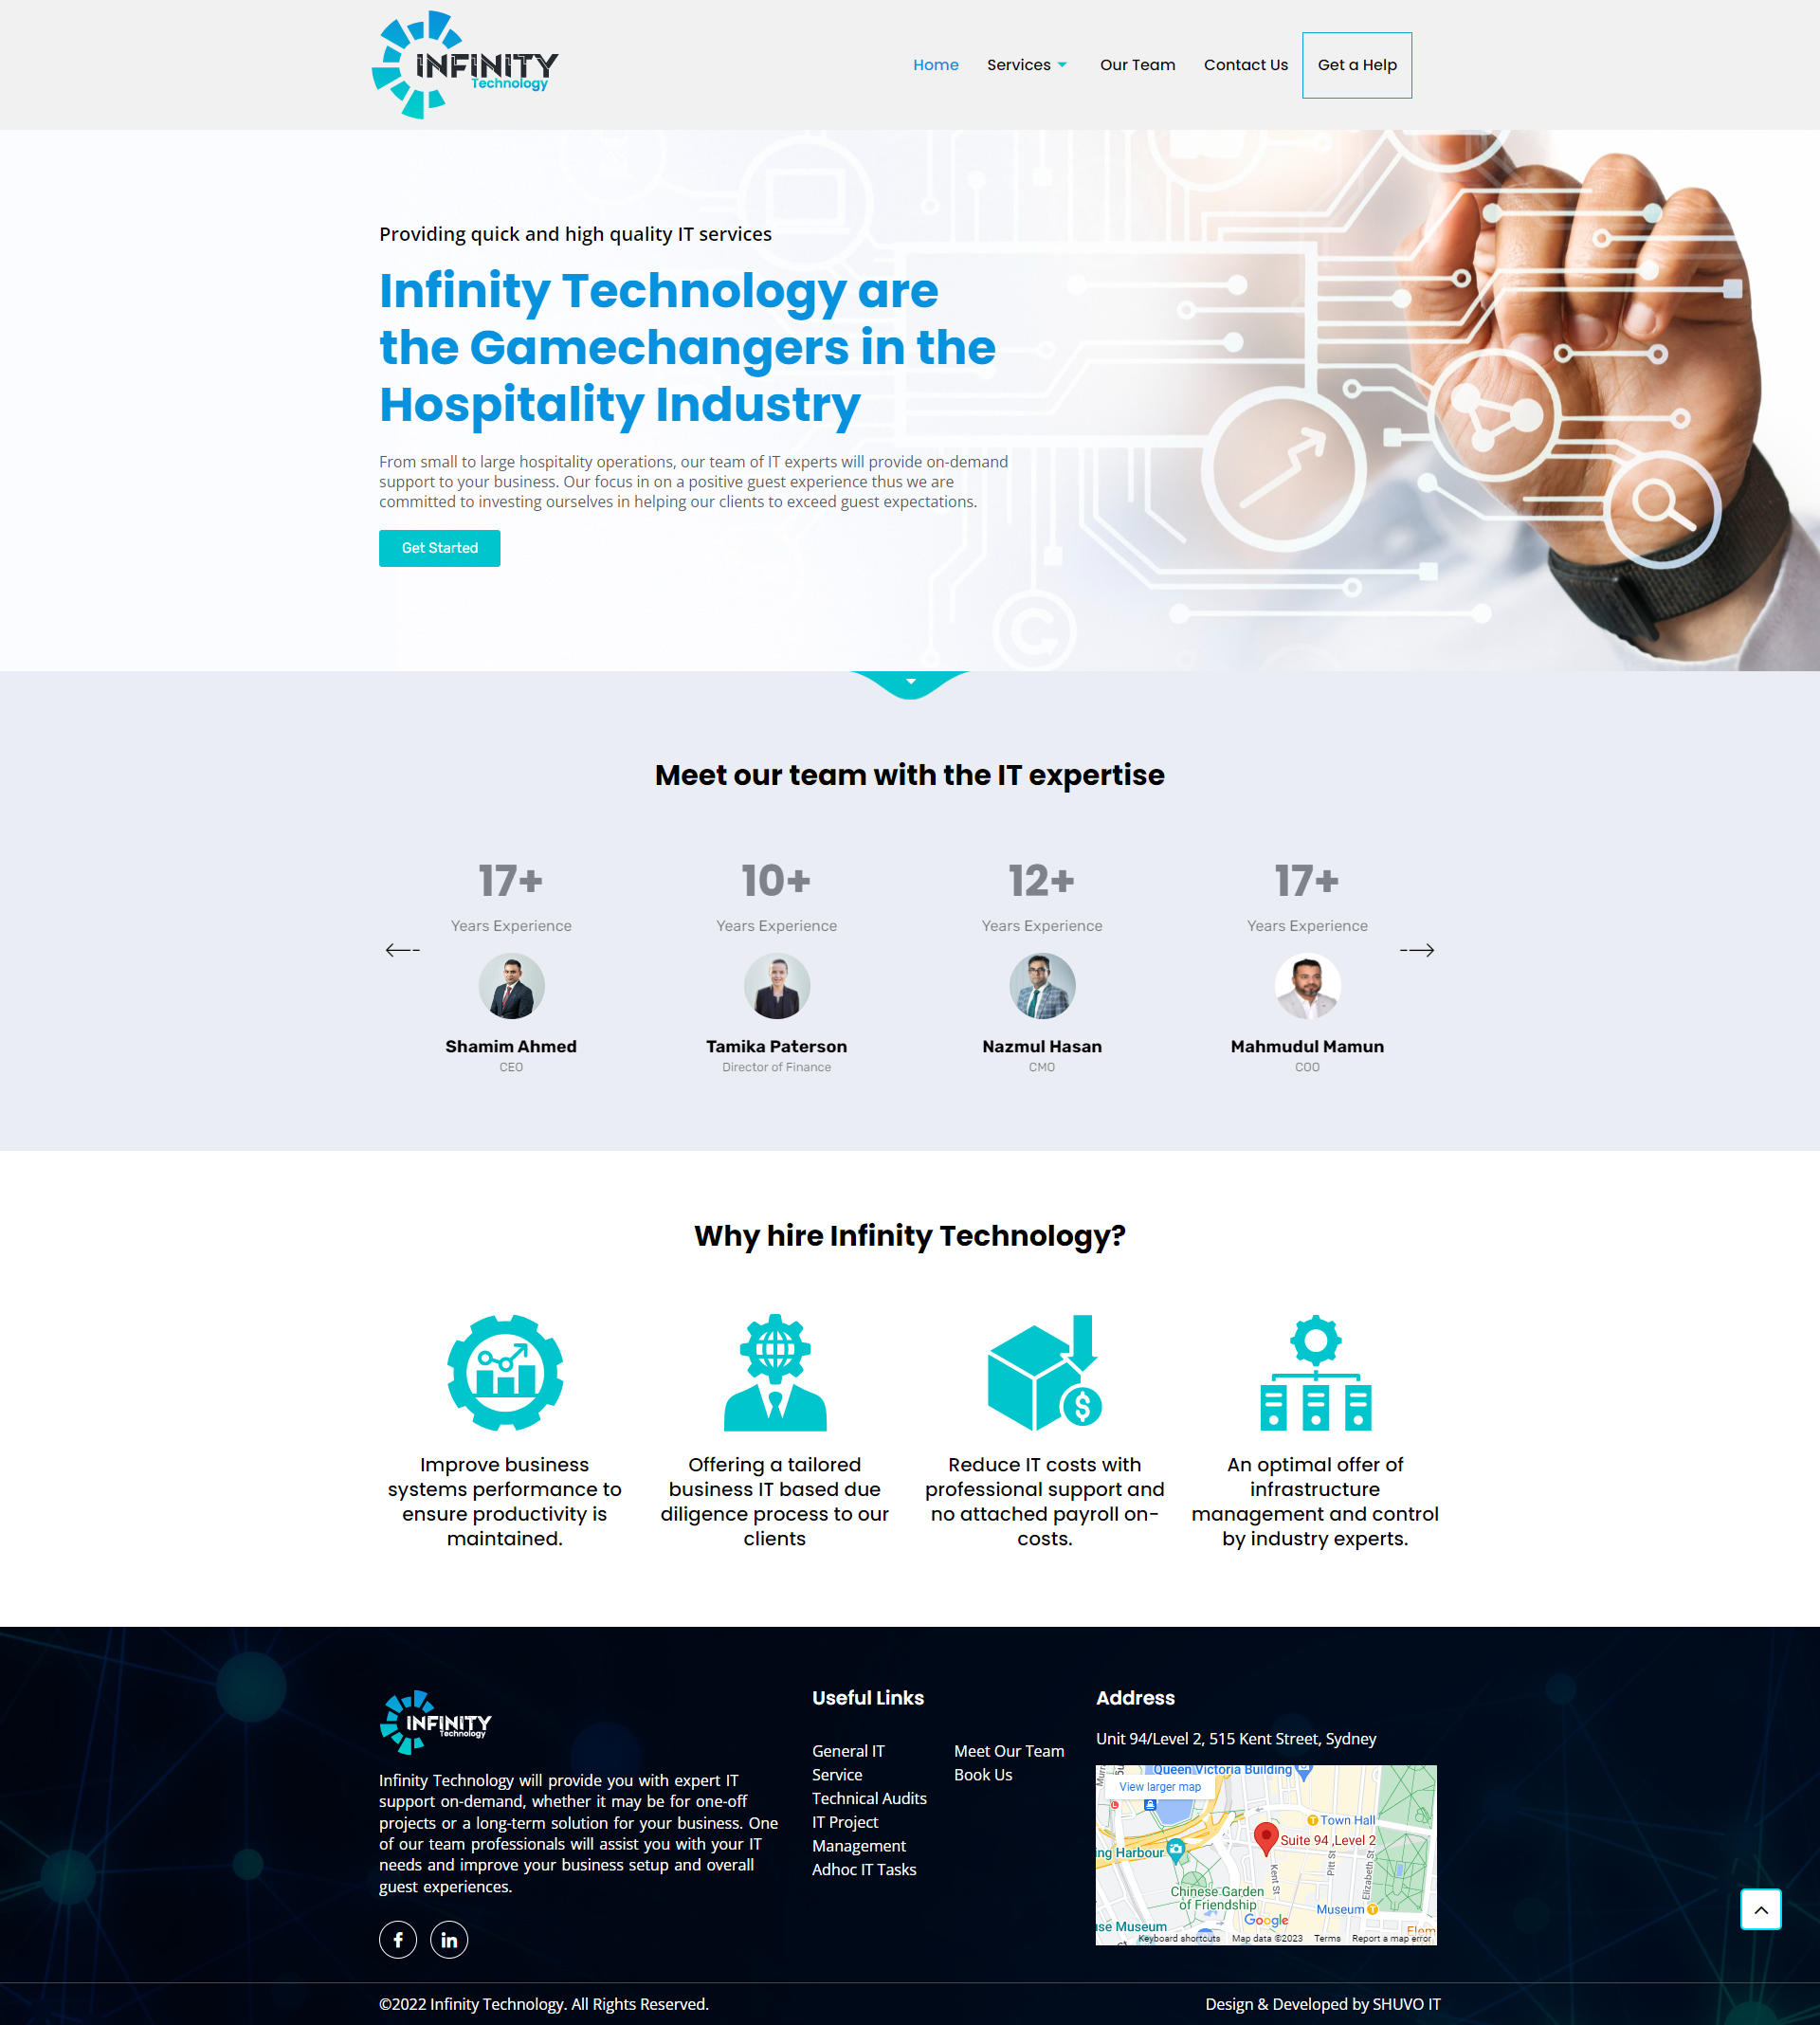 INFINITY
Technology
Home
Services
Our Team
Contact Us
Get a Help
Providing quick and high quality IT services
Infinity Technology are
the Gamechangers in the
Hospitality Industry
From small to large hospitality operations, our team of IT experts will provide on-demand
support to your business. Our focus in on a positive guest experience thus we are
committed to investing ourselves in helping our clients to exceed guest expectations.
Get Started
Meet our team with the IT expertise
17+
Years Experience
Shamim Ahmed
CEO
10+
Years Experience
Tamika Paterson
Director of Finance
12+
Years Experience
Nazmul Hasan
CMO
17+
Years Experience
Mahmudul Mamun
COO
Why hire Infinity Technology?
Improve business
systems performance to
ensure productivity is
maintained.
Offering a tailored
business IT based due
diligence process to our
clients
Reduce IT costs with
professional support and
no attached payroll on-
costs.
An optimal offer of
infrastructure
management and control
by industry experts.
INFINITY
Technology
Infinity Technology will provide you with expert IT
support on-demand, whether it may be for one-off
projects or a long-term solution for your business. One
of our team professionals will assist you with your IT
needs and improve your business setup and overall
guest experiences.
Useful Links
General IT
Service
Technical Audits
IT Project
Management
Adhoc IT Tasks
Meet Our Team
Book Us
Address
Unit 94/Level 2, 515 Kent Street, Sydney
Queen Victoria Building
View larger map
Town Hall
Suite 94 ,Level 2
ing Harbour
Kent St
Pitt St
Elizabeth St
Chinese Garden
of Friendship
Museum
Google
se Museum
Keyboard shortcuts
Map data ©2023
Terms
Report a map error
©2022 Infinity Technology. All Rights Reserved.
Design & Developed by SHUVO IT